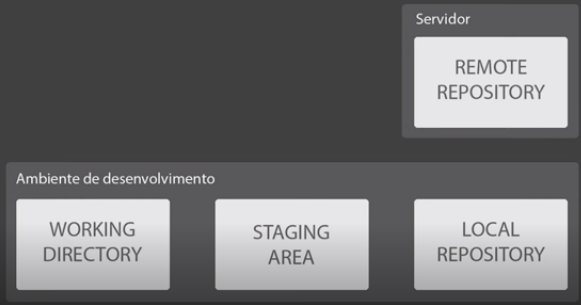 Servidor
REMOTE
REPOSITORY
Ambiente de desenvolvimento
WORKING
DIRECTORY
STAGING
AREA
LOCAL
REPOSITORY